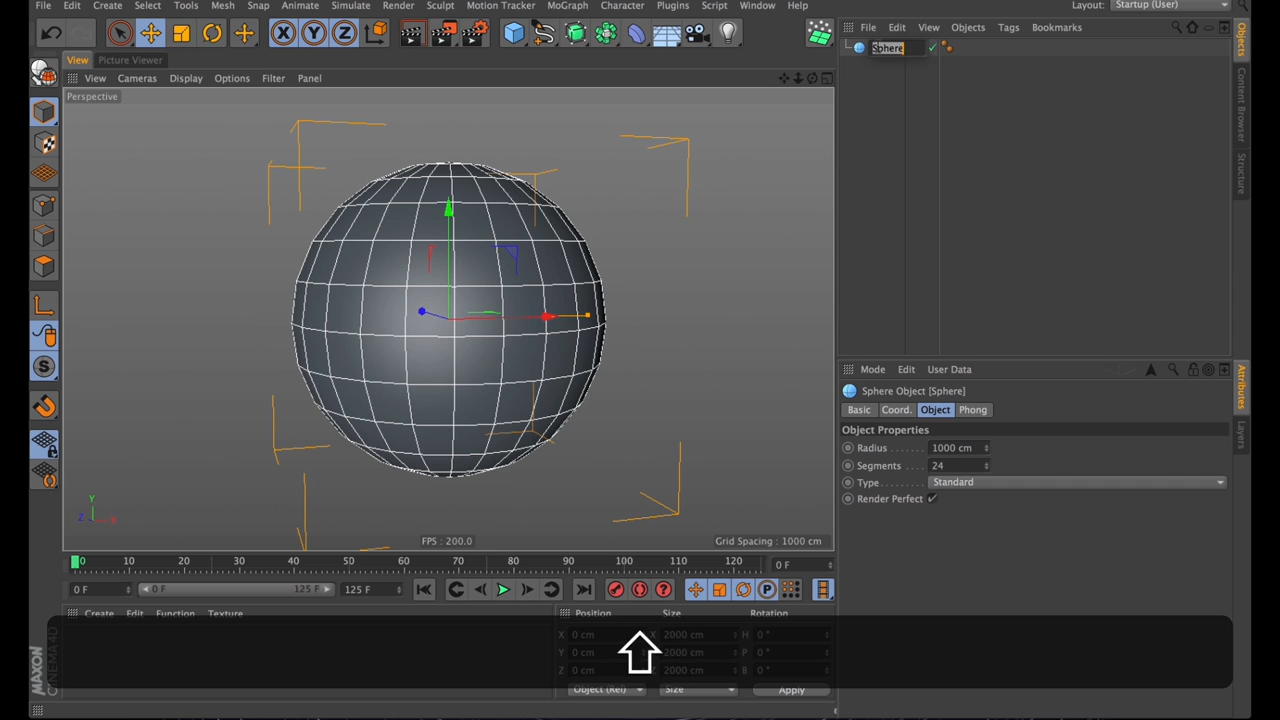 File Edit Create Select Tools Mesh Snap Animate Simulate Render Sculpt Motion Tracker MoGraph Character Plugins Script Window Help Layout: Startup (User)
X Y Z
File Edit View Objects Tags Bookmarks
Sphere
View Picture Viewer
View Cameras Display Options Filter Panel
Perspective
Y
Z X
FPS : 200.0 Grid Spacing : 1000 cm
Objects
Content Browser
Structure
Mode Edit User Data
Sphere Object [Sphere]
Basic Coord. Object Phong
Object Properties
Radius 1000 cm
Segments 24
Type Standard
Render Perfect
Attributes
Layers
0 10 20 30 40 50 60 70 80 90 100 110 120 0 F
0 F 0 F 125 F 125 F
Create Edit Function Texture
Position Size Rotation
X 0 cm X 2000 cm H 0 °
Y 0 cm Y 2000 cm P 0 °
Z 0 cm Z 2000 cm B 0 °
Object (Rel) Size Apply
MAXON CINEMA 4D